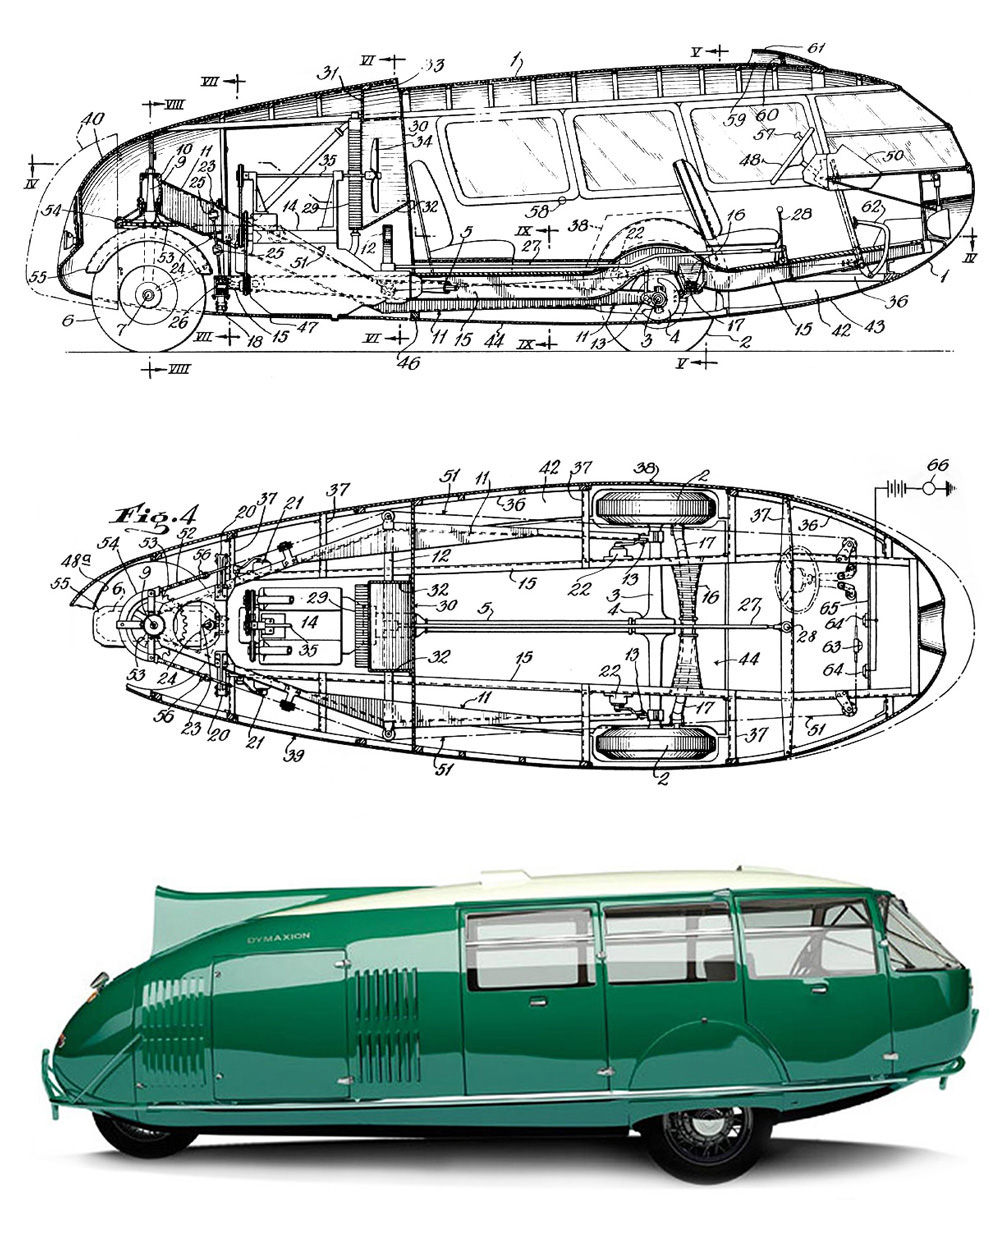 61
VI 33 1 V
VII 31
VIII
59 60
40 30 57
10 11 34
9 23 35 48 50
IV 25
54 14 29 32 58 28 62
12 IX 38 16
55 53 24 25 51 5 27 22 IV
1
6 7 26 36
VII 18 15 47 VI 46 11 15 44 IX 11 13 3 4 17 2 15 42 43
VIII V
51 11 42 37 38 2 66
37 21 37 36 37 36
Fig. 4
20
54 53 52 56 12 17
48a 15 22 13
55 6 9 32 3 16
29 30 5 4 27 65
14 28 64
35 63
32 15 22 13 44 64
53 24 11 17
56 23 20 21 51 37 51
39 51 2
DYMAXION